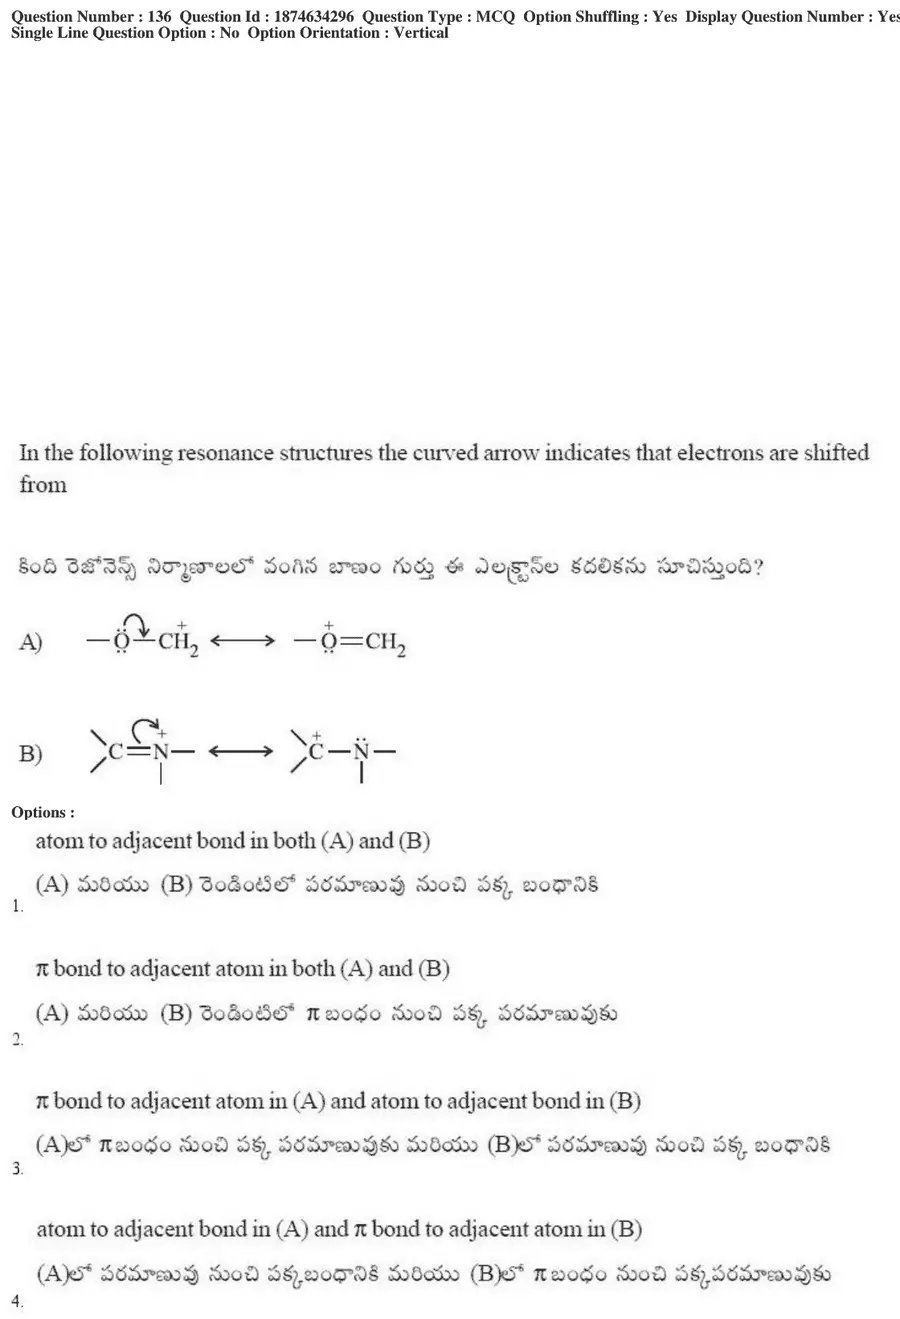 Question Number : 136 Question Id : 1874634296 Question Type : MCQ Option Shuffling : Yes Display Question Number : Yes
Single Line Question Option : No Option Orientation : Vertical
In the following resonance structures the curved arrow indicates that electrons are shifted
from
కింది రెజోనెన్స్ నిర్మాణాలలో వంగిన బాణం గుర్తు ఈ ఎలక్ట్రాన్‌ల కదలికను సూచిస్తుంది?
A) —Ö—CH₂⁺ ⟷ —Ö⁺=CH₂
B) C=N⁺— ⟷ C⁺—N̈—
Options :
atom to adjacent bond in both (A) and (B)
(A) మరియు (B) రెండింటిలో పరమాణువు నుంచి పక్క బంధానికి
1.
π bond to adjacent atom in both (A) and (B)
(A) మరియు (B) రెండింటిలో π బంధం నుంచి పక్క పరమాణువుకు
2.
π bond to adjacent atom in (A) and atom to adjacent bond in (B)
(A)లో π బంధం నుంచి పక్క పరమాణువుకు మరియు (B)లో పరమాణువు నుంచి పక్క బంధానికి
3.
atom to adjacent bond in (A) and π bond to adjacent atom in (B)
(A)లో పరమాణువు నుంచి పక్కబంధానికి మరియు (B)లో π బంధం నుంచి పక్కపరమాణువుకు
4.